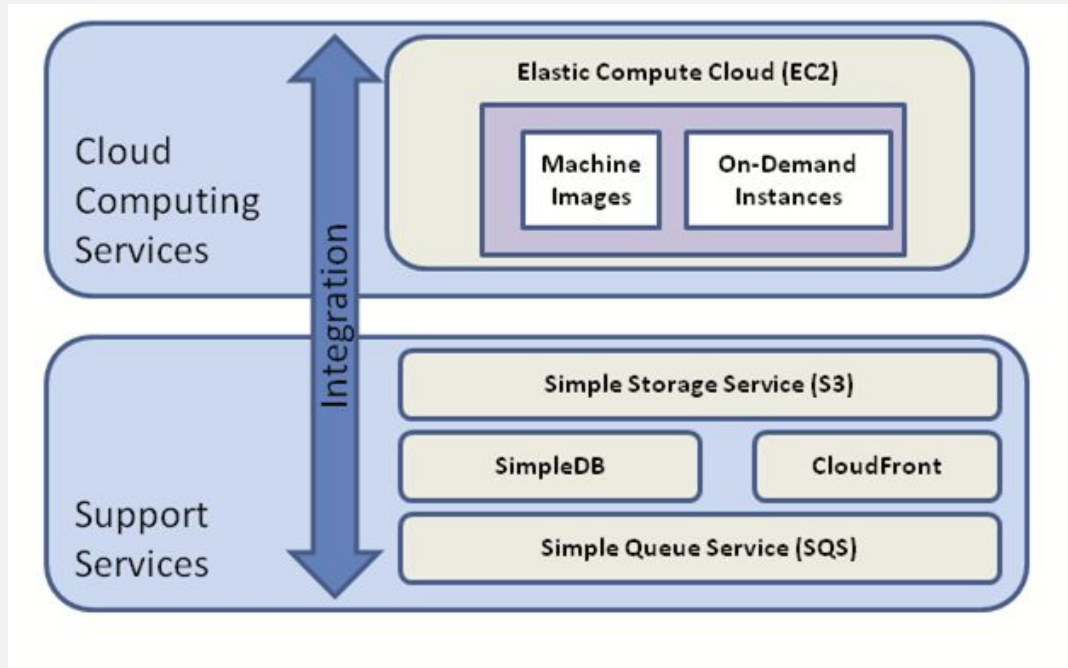 Elastic Compute Cloud (EC2)
Cloud
Computing
Services
Machine
Images
On-Demand
Instances
Integration
Simple Storage Service (S3)
SimpleDB
CloudFront
Support
Services
Simple Queue Service (SQS)